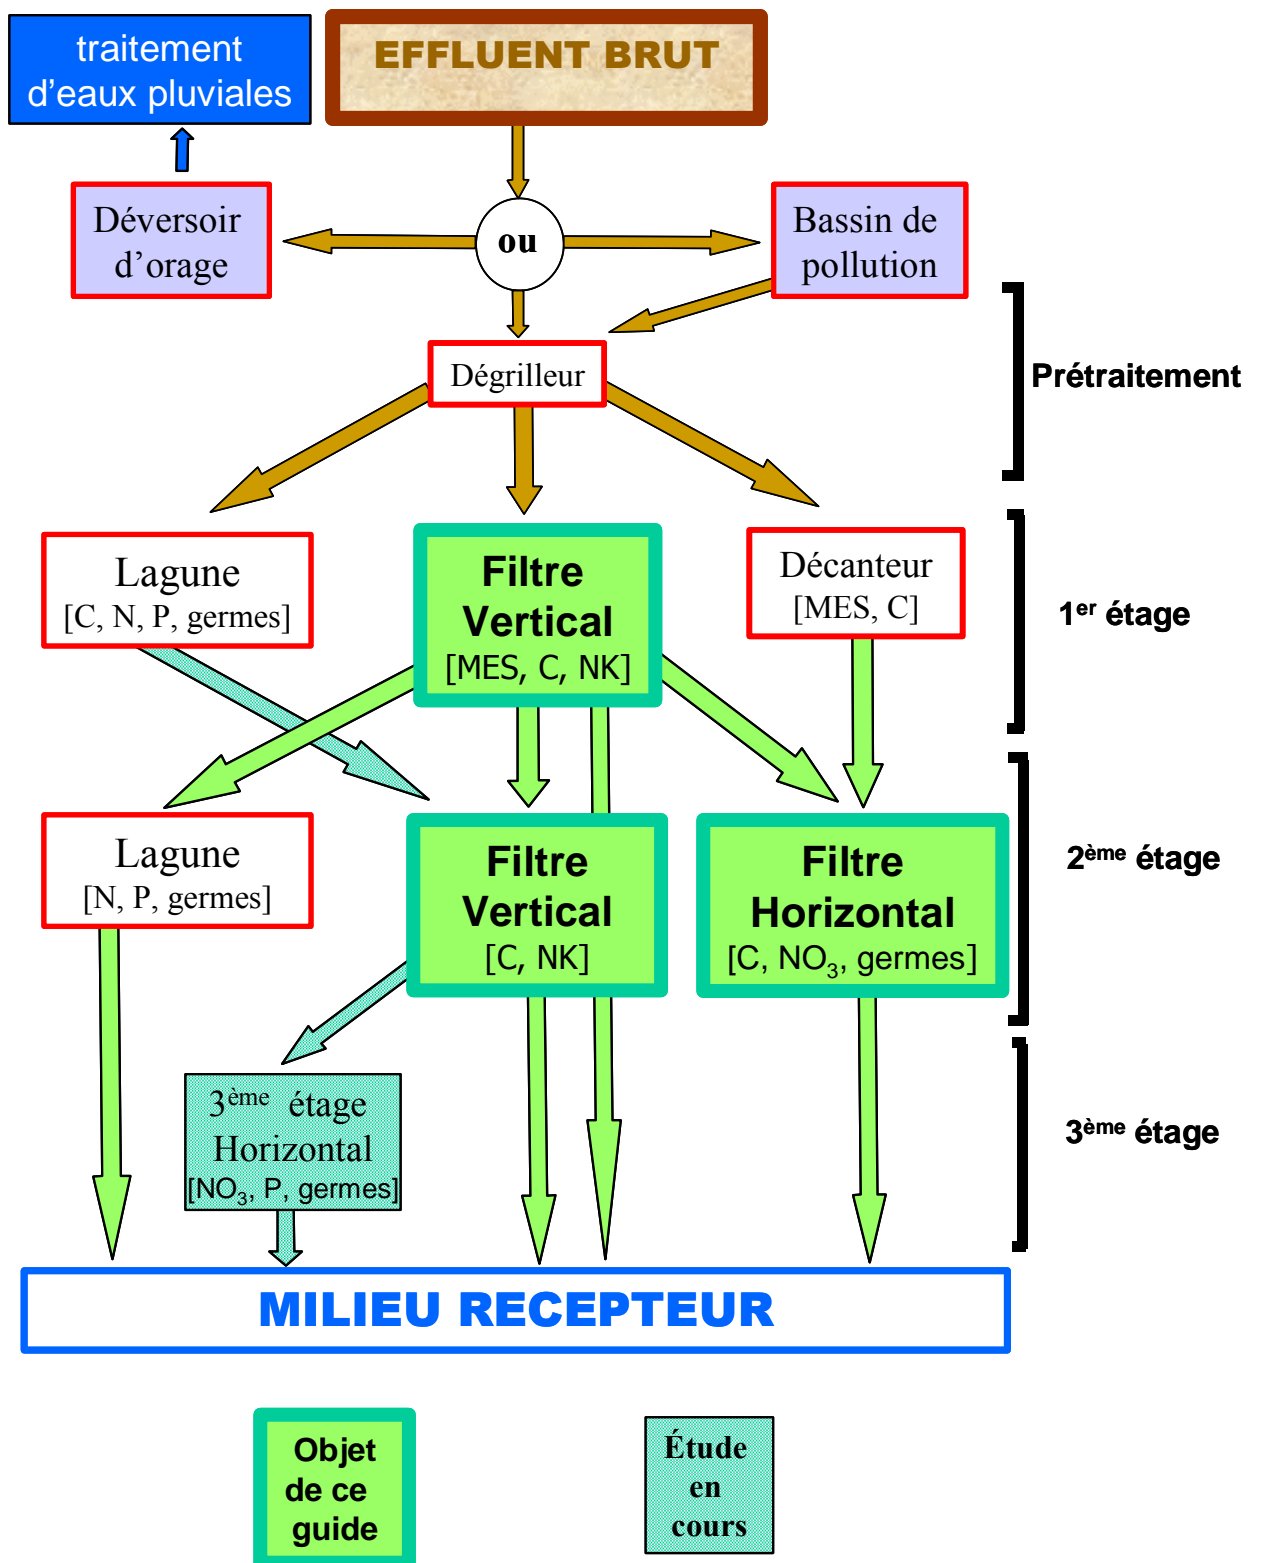 traitement
d'eaux pluviales
EFFLUENT BRUT
Déversoir
d'orage
ou
Bassin de
pollution
Dégrilleur
Prétraitement
Lagune
[C, N, P, germes]
Filtre
Vertical
[MES, C, NK]
Décanteur
[MES, C]
1er étage
Lagune
[N, P, germes]
Filtre
Vertical
[C, NK]
Filtre
Horizontal
[C, NO3, germes]
2ème étage
3ème étage
Horizontal
[NO3, P, germes]
3ème étage
MILIEU RECEPTEUR
Objet
de ce
guide
Étude
en
cours